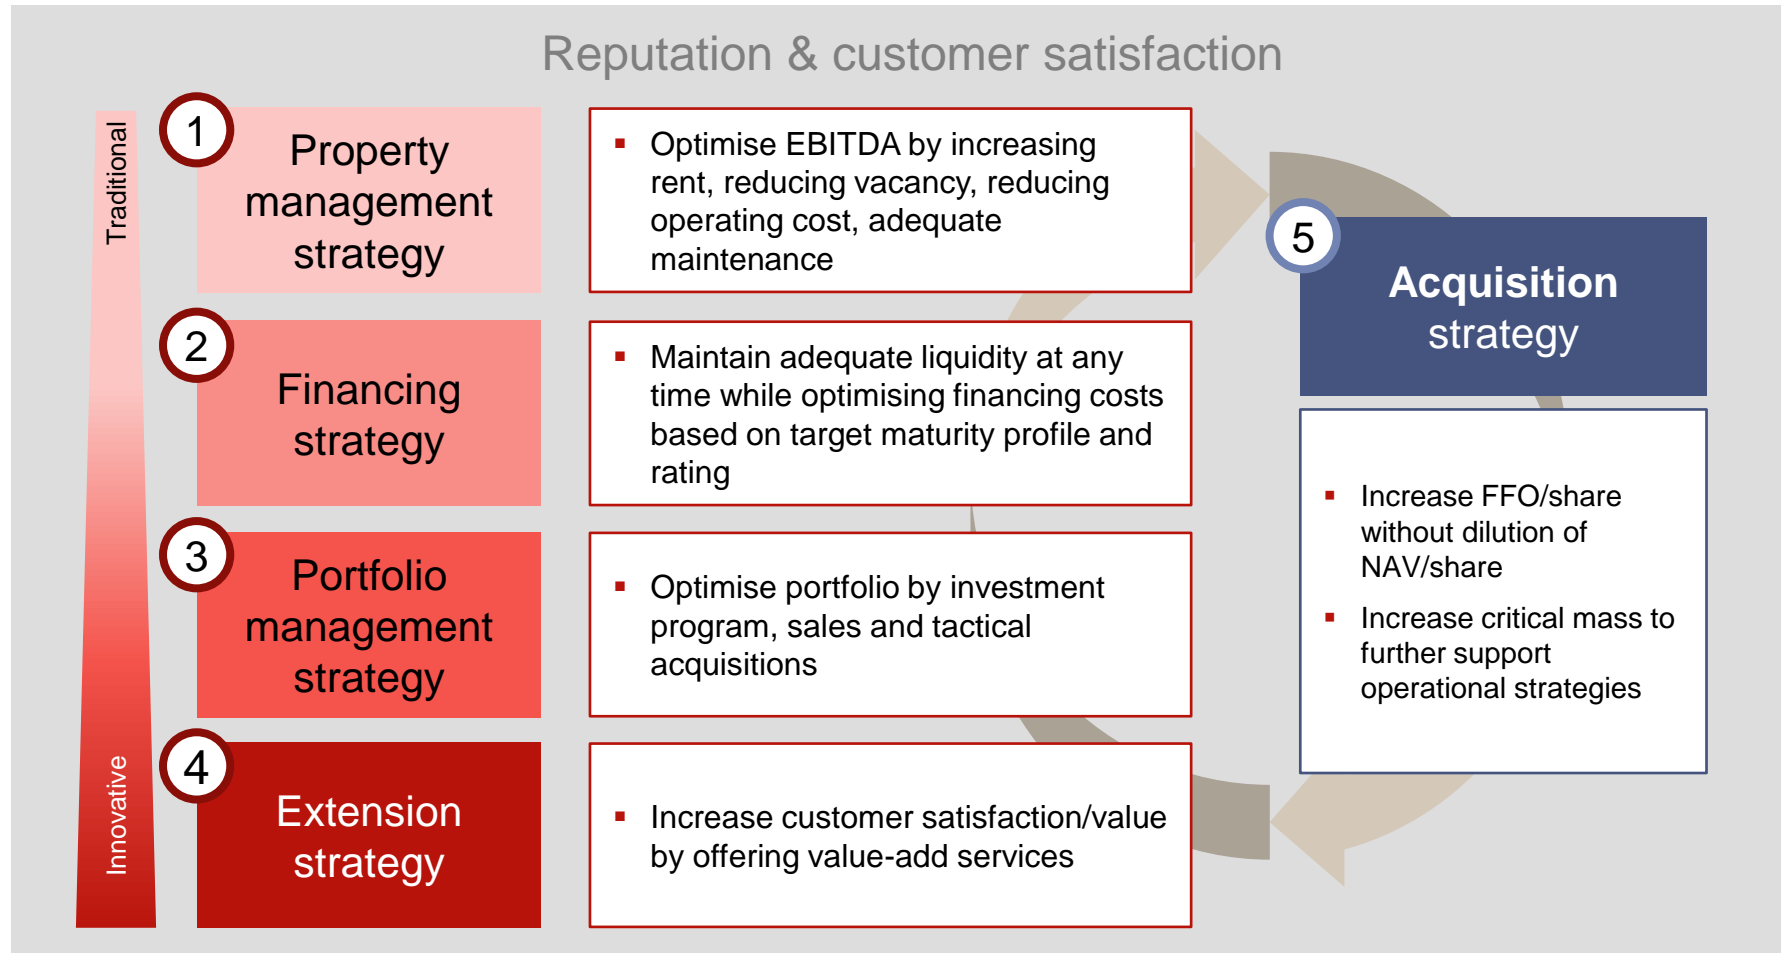 Reputation & customer satisfaction
Traditional
Innovative
1
Property
management
strategy
▪ Optimise EBITDA by increasing
rent, reducing vacancy, reducing
operating cost, adequate
maintenance
2
Financing
strategy
▪ Maintain adequate liquidity at any
time while optimising financing costs
based on target maturity profile and
rating
3
Portfolio
management
strategy
▪ Optimise portfolio by investment
program, sales and tactical
acquisitions
4
Extension
strategy
▪ Increase customer satisfaction/value
by offering value-add services
5
Acquisition
strategy
▪ Increase FFO/share
without dilution of
NAV/share
▪ Increase critical mass to
further support
operational strategies